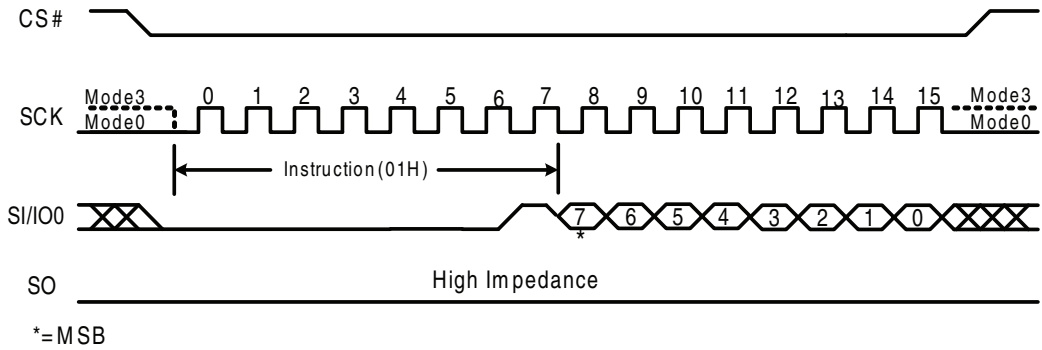 CS#
0 1 2 3 4 5 6 7 8 9 10 11 12 13 14 15
Mode3 Mode3
SCK
Mode0 Mode0
Instruction(01H)
SI/IO0 7 6 5 4 3 2 1 0
*
High Impedance
SO
*=MSB